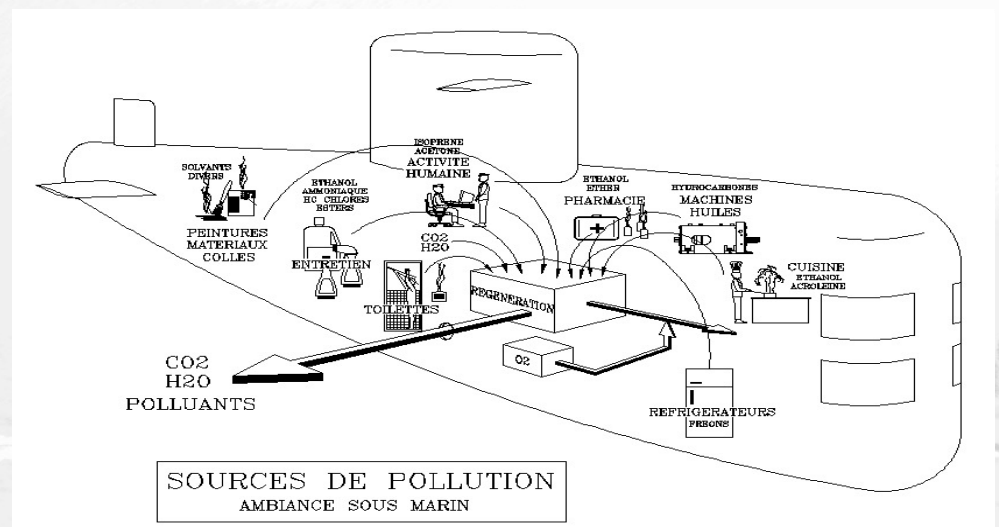 SOLVANTS
DIVERS
PEINTURES
MATERIAUX
COLLES
ETHANOL
AMMONIAQUE
HC CHLORES
ESTERS
ENTRETIEN
ISOPRENE
ACETONE
ACTIVITE
HUMAINE
CO2
H2O
TOILETTES
ETHANOL
ETHER
PHARMACIE
HYDROCARBONES
MACHINES
HUILES
CUISINE
ETHANOL
ACROLEINE
REGENERATION
O2
REFRIGERATEURS
FREONS
CO2
H2O
POLLUANTS
SOURCES DE POLLUTION
AMBIANCE SOUS MARIN